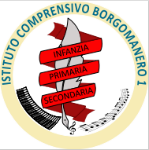 ISTITUTO COMPRENSIVO BORGOMANERO 1
INFANZIA
PRIMARIA
SECONDARIA